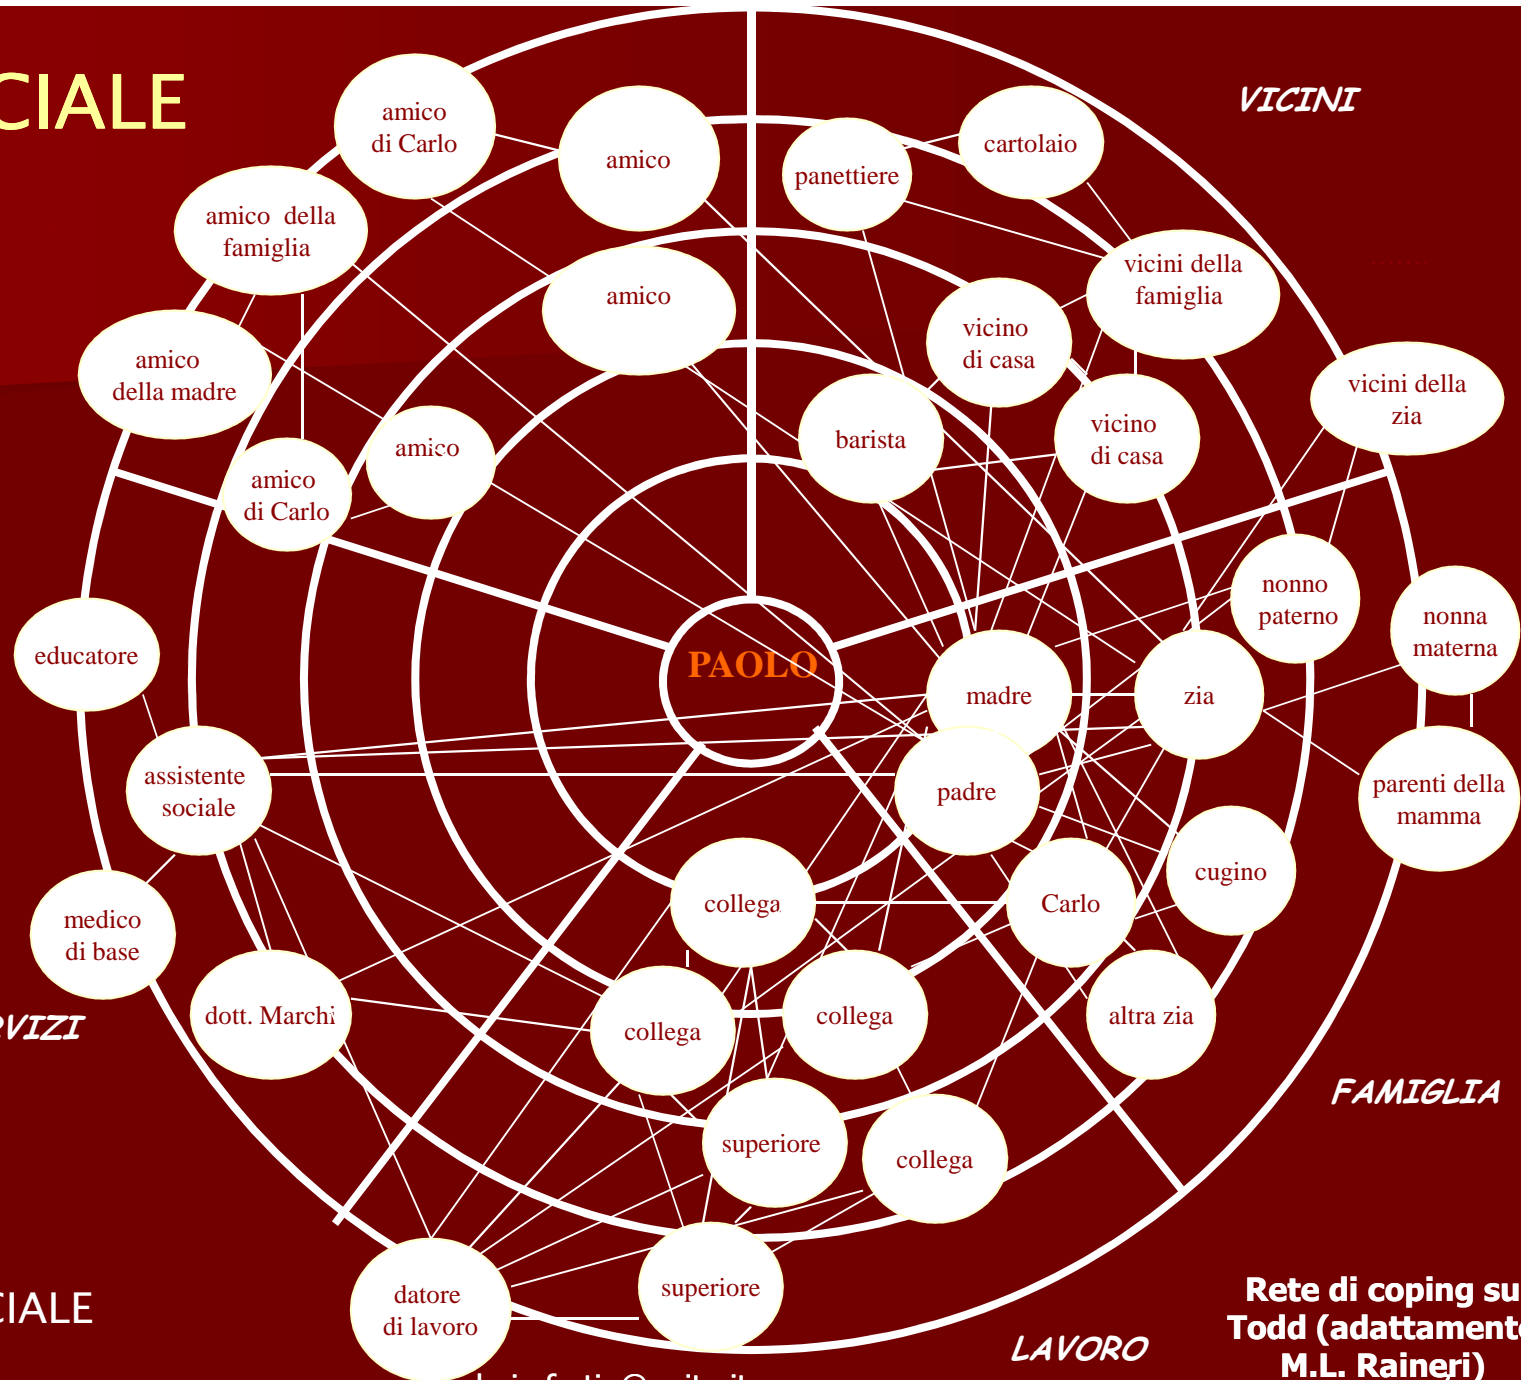 CIALE
VICINI
amico
di Carlo
amico
panettiere
cartolaio
amico della
famiglia
vicini della
famiglia
amico
vicino
di casa
amico
della madre
vicini della
zia
barista
vicino
di casa
amico
amico
di Carlo
nonno
paterno
nonna
materna
educatore
PAOLO
madre
zia
assistente
sociale
padre
parenti della
mamma
cugino
collega
Carlo
medico
di base
dott. Marchi
collega
collega
altra zia
VIZI
FAMIGLIA
superiore
collega
datore
di lavoro
superiore
CIALE
LAVORO
Rete di coping su
Todd (adattamento
M.L. Raineri)